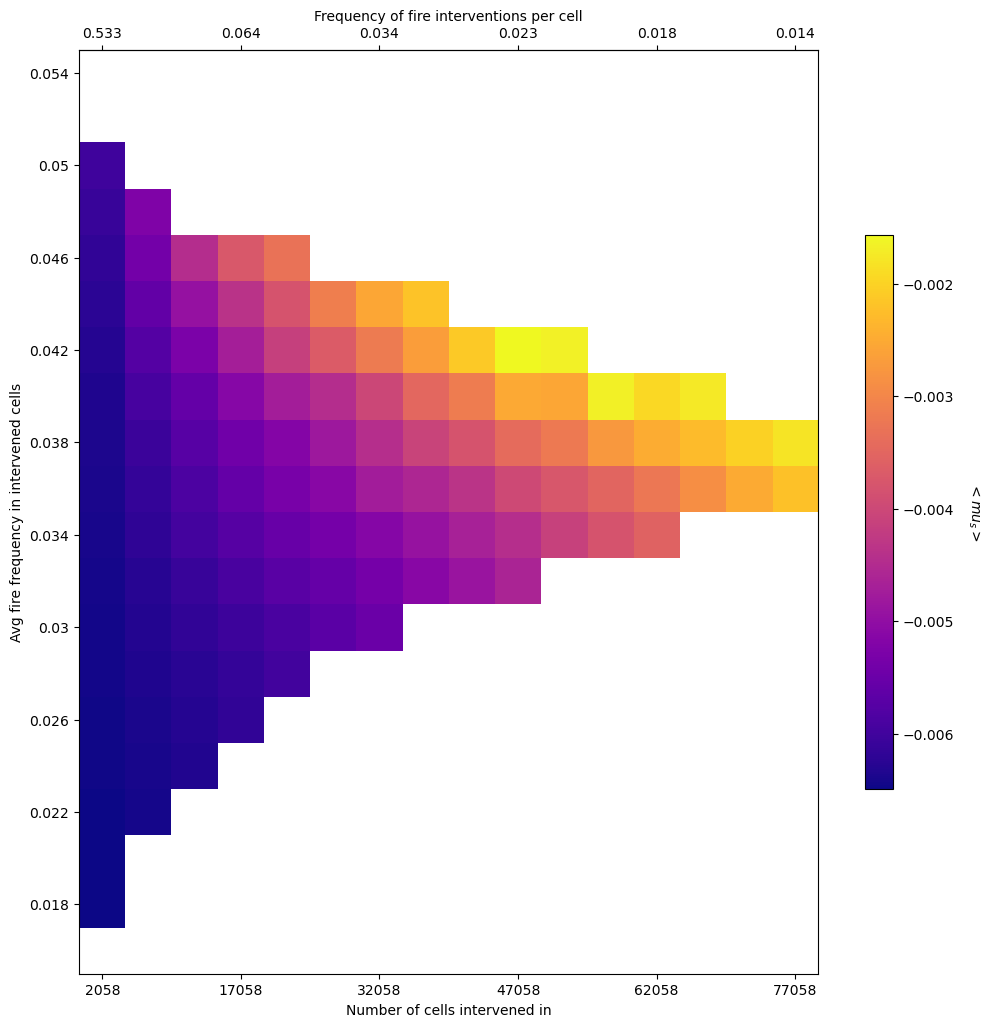 Frequency of fire interventions per cell
0.533 0.064 0.034 0.023 0.018 0.014
0.054
0.05
0.046
0.042
0.038
0.034
0.03
0.026
0.022
0.018
Avg fire frequency in intervened cells
2058 17058 32058 47058 62058 77058
Number of cells intervened in
−0.002
−0.003
−0.004
−0.005
−0.006
< mu_s >